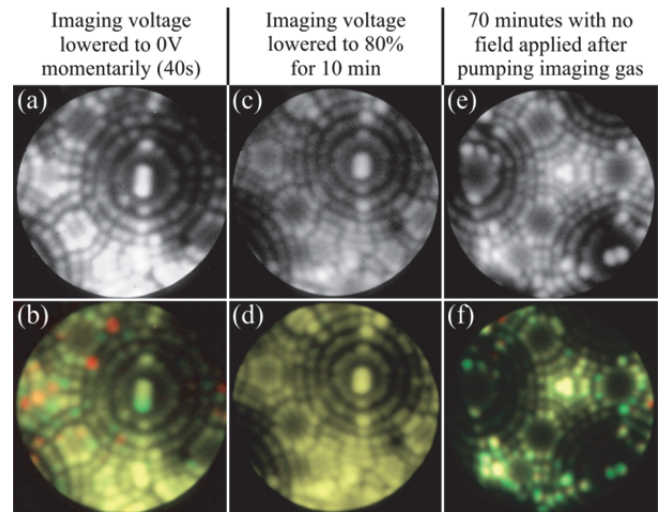 Imaging voltage
lowered to 0V
momentarily (40s)
Imaging voltage
lowered to 80%
for 10 min
70 minutes with no
field applied after
pumping imaging gas
(a)
(c)
(e)
(b)
(d)
(f)